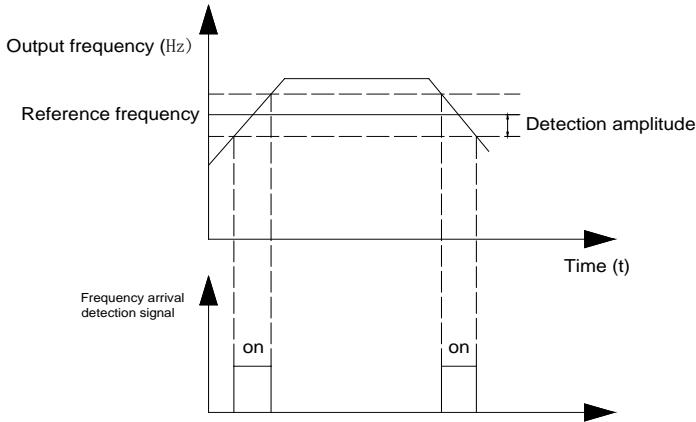 Output frequency (Hz)
Reference frequency
Detection amplitude
Time (t)
Frequency arrival
detection signal
on
on